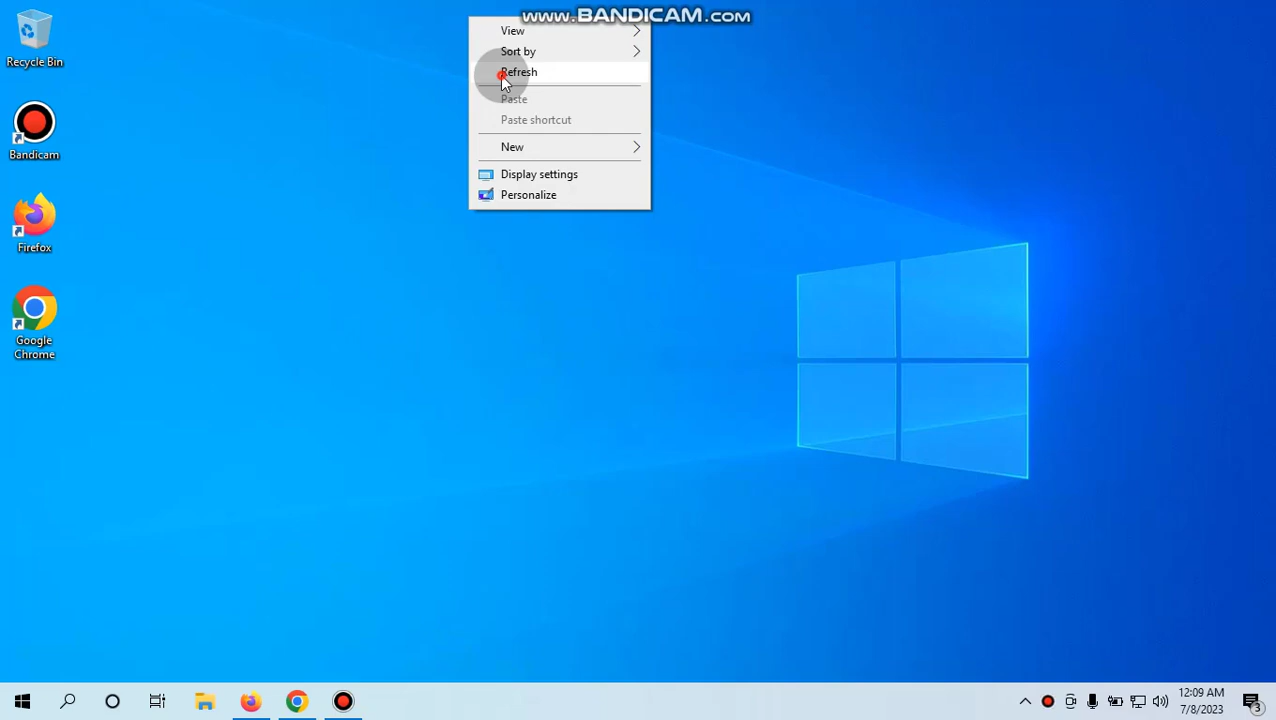 www.BANDICAM.com
View
Sort by
Refresh
Paste
Paste shortcut
New
Display settings
Personalize
Recycle Bin
Bandicam
Firefox
Google
Chrome
12:09 AM
7/8/2023
3